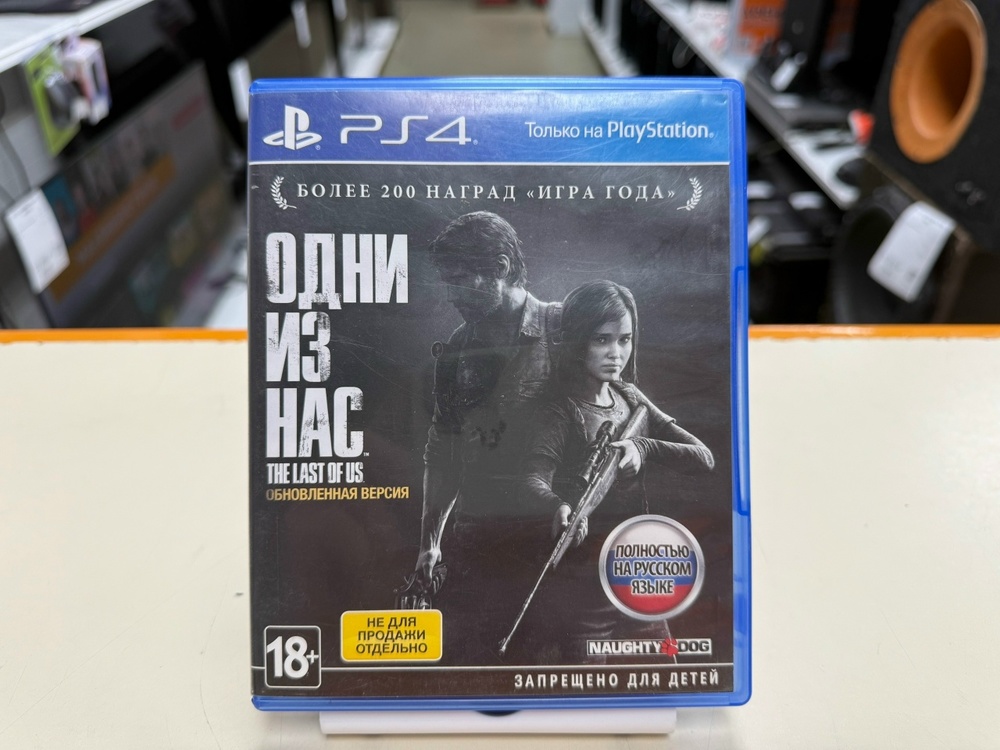 PS4
Только на PlayStation
БОЛЕЕ 200 НАГРАД «ИГРА ГОДА»
ОДНИ
ИЗ
НАС
THE LAST OF US
ОБНОВЛЕННАЯ ВЕРСИЯ
ПОЛНОСТЬЮ
НА РУССКОМ
ЯЗЫКЕ
НЕ ДЛЯ
ПРОДАЖИ
ОТДЕЛЬНО
18+
NAUGHTY DOG
ЗАПРЕЩЕНО ДЛЯ ДЕТЕЙ